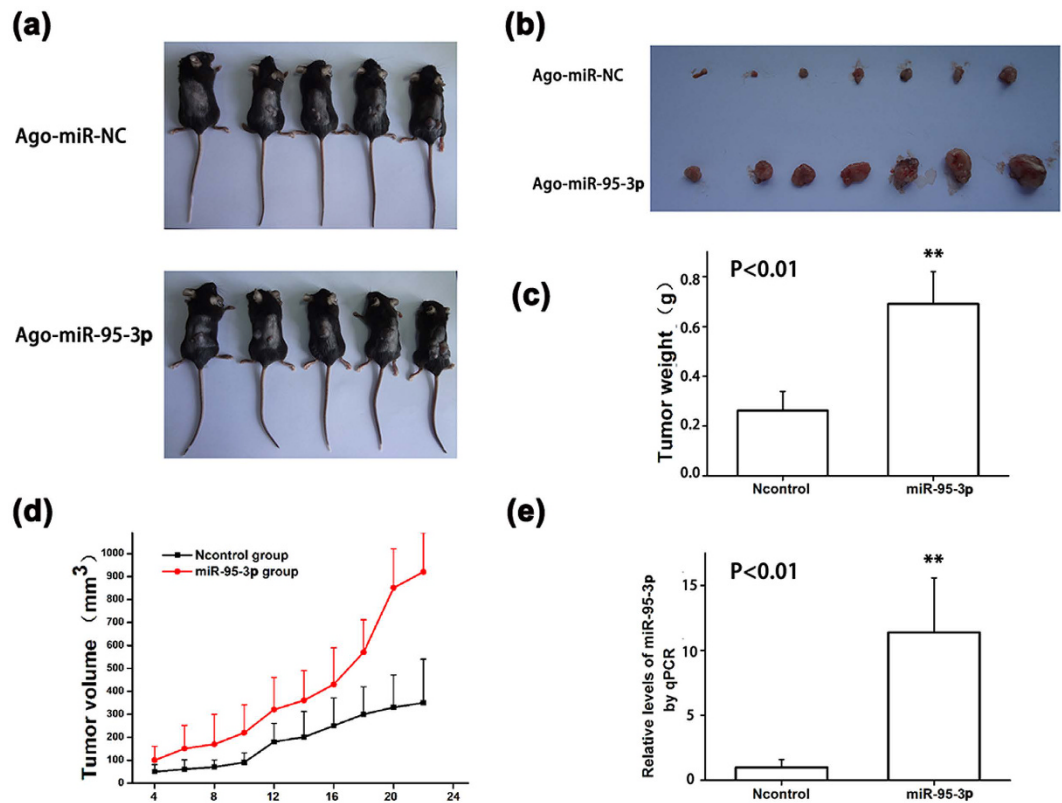 (a)
Ago-miR-NC
Ago-miR-95-3p
(b)
Ago-miR-NC
Ago-miR-95-3p
(c)
P<0.01
**
Tumor weight (g)
0.8
0.6
0.4
0.2
0.0
Ncontrol miR-95-3p
(d)
Ncontrol group
miR-95-3p group
Tumor volume (mm3)
1000
900
800
700
600
500
400
300
200
100
0
4 8 12 16 20 24
(e)
P<0.01
**
Relative levels of miR-95-3p
by qPCR
15
10
5
0
Ncontrol miR-95-3p